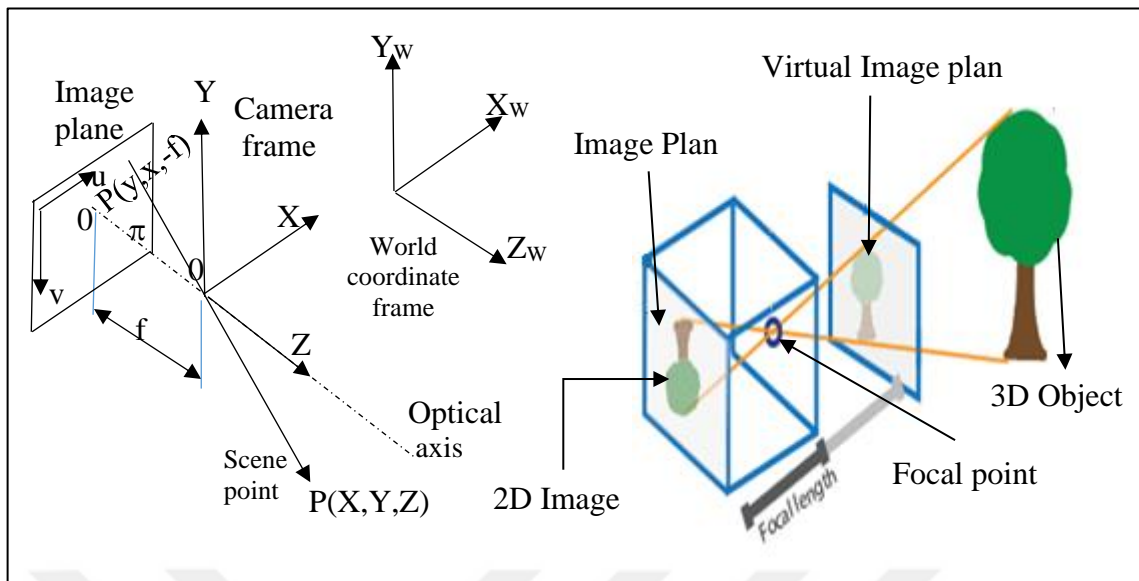 Image
plane
Y
Camera
frame
P(y,x,-f)
u
0
π
v
f
0
X
Z
Optical
axis
Scene
point
P(X,Y,Z)
YW
XW
ZW
World
coordinate
frame
Virtual Image plan
Image Plan
3D Object
Focal point
2D Image
Focal length